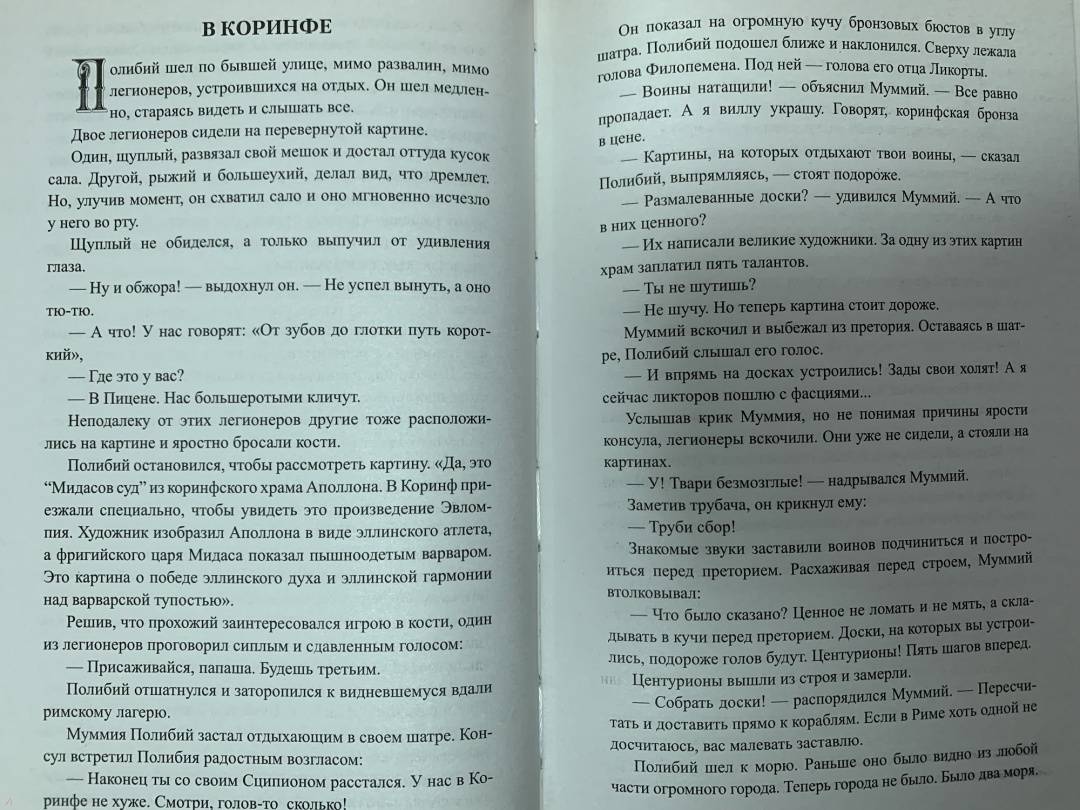 В КОРИНФЕ
Полибий шел по бывшей улице, мимо развалин, мимо
легионеров, устроившихся на отдых. Он шел медлен-
но, стараясь видеть и слышать все.
Двое легионеров сидели на перевернутой картине.
Один, щуплый, развязал свой мешок и достал оттуда кусок
сала. Другой, рыжий и большеухий, делал вид, что дремлет.
Но, улучив момент, он схватил сало и оно мгновенно исчезло
у него во рту.
Щуплый не обиделся, а только выпучил от удивления
глаза.
— Ну и обжора! — выдохнул он. — Не успел вынуть, а оно
тю-тю.
— А что! У нас говорят: «От зубов до глотки путь корот-
кий»,
— Где это у вас?
— В Пицене. Нас большеротыми кличут.
Неподалеку от этих легионеров другие тоже расположи-
лись на картине и яростно бросали кости.
Полибий остановился, чтобы рассмотреть картину. «Да, это
“Мидасов суд” из коринфского храма Аполлона. В Коринф при-
езжали специально, чтобы увидеть это произведение Эвлом-
пия. Художник изобразил Аполлона в виде эллинского атлета,
а фригийского царя Мидаса показал пышноодетым варваром.
Это картина о победе эллинского духа и эллинской гармонии
над варварской тупостью».
Решив, что прохожий заинтересовался игрою в кости, один
из легионеров проговорил сиплым и сдавленным голосом:
— Присаживайся, папаша. Будешь третьим.
Полибий отшатнулся и заторопился к видневшемуся вдали
римскому лагерю.
Муммия Полибий застал отдыхающим в своем шатре. Кон-
сул встретил Полибия радостным возгласом:
— Наконец ты со своим Сципионом расстался. У нас в Ко-
ринфе не хуже. Смотри, голов-то сколько!
Он показал на огромную кучу бронзовых бюстов в углу
шатра. Полибий подошел ближе и наклонился. Сверху лежала
голова Филопемена. Под ней — голова его отца Ликорты.
— Воины натащили! — объяснил Муммий. — Все равно
пропадает. А я виллу украшу. Говорят, коринфская бронза
в цене.
— Картины, на которых отдыхают твои воины, — сказал
Полибий, выпрямляясь, — стоят подороже.
— Размалеванные доски? — удивился Муммий. — А что
в них ценного?
— Их написали великие художники. За одну из этих картин
храм заплатил пять талантов.
— Ты не шутишь?
— Не шучу. Но теперь картина стоит дороже.
Муммий вскочил и выбежал из претория. Оставаясь в шат-
ре, Полибий слышал его голос.
— И впрямь на досках устроились! Зады свои холят! А я
сейчас ликторов пошлю с фасциями...
Услышав крик Муммия, но не понимая причины ярости
консула, легионеры вскочили. Они уже не сидели, а стояли на
картинах.
— У! Твари безмозглые! — надрывался Муммий.
Заметив трубача, он крикнул ему:
— Труби сбор!
Знакомые звуки заставили воинов подчиниться и постро-
иться перед преторием. Расхаживая перед строем, Муммий
втолковывал:
— Что было сказано? Ценное не ломать и не мять, а скла-
дывать в кучи перед преторием. Доски, на которых вы устрои-
лись, подороже голов будут. Центурионы! Пять шагов вперед.
Центурионы вышли из строя и замерли.
— Собрать доски! — распорядился Муммий. — Пересчи-
тать и доставить прямо к кораблям. Если в Риме хоть одной не
досчитаюсь, вас малевать заставлю.
Полибий шел к морю. Раньше оно было видно из любой
части огромного города. Теперь города не было. Было два моря.